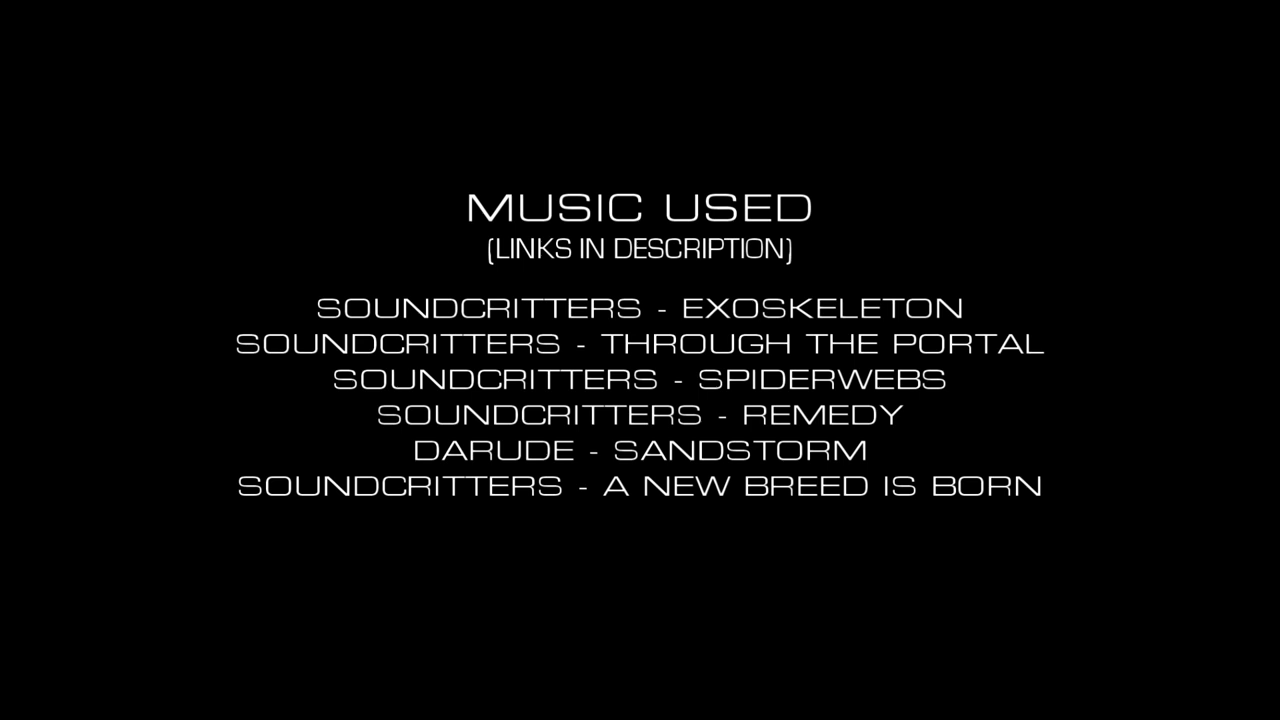 MUSIC USED
(LINKS IN DESCRIPTION)
SOUNDCRITTERS - EXOSKELETON
SOUNDCRITTERS - THROUGH THE PORTAL
SOUNDCRITTERS - SPIDERWEBS
SOUNDCRITTERS - REMEDY
DARUDE - SANDSTORM
SOUNDCRITTERS - A NEW BREED IS BORN